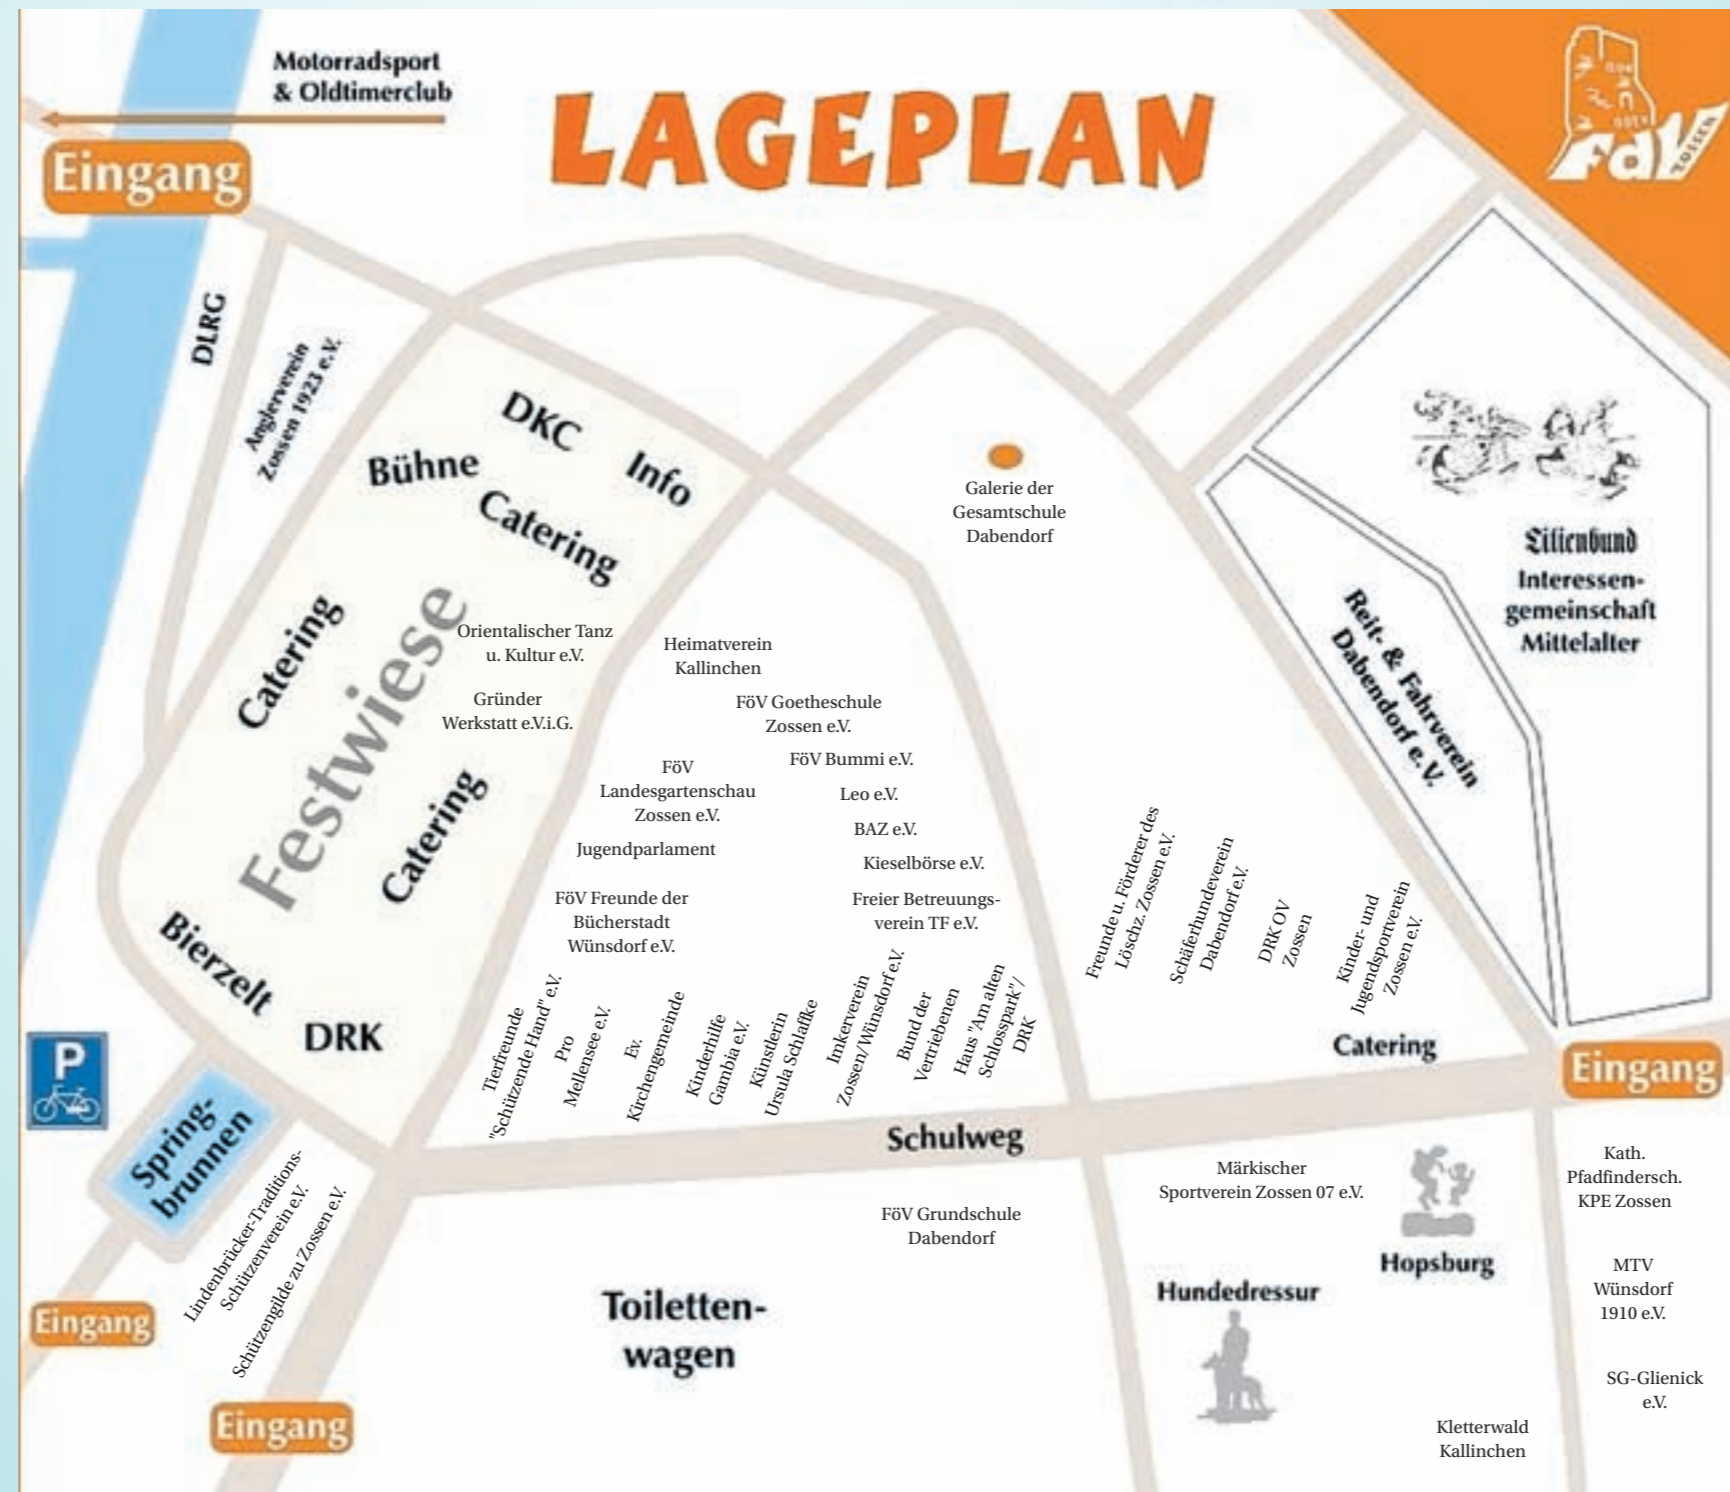 Motorradsport
& Oldtimerclub
LAGEPLAN
FdV
ZOSSEN
Eingang
DLRG
Anglerverein
Zossen 1923 e.V.
DKC
Bühne
Info
Catering
Galerie der
Gesamtschule
Dabendorf
Lilienbund
Interessen-
gemeinschaft
Mittelalter
Reit- & Fahrverein
Dabendorf e.V.
Catering
Festwiese
Orientalischer Tanz
u. Kultur e.V.
Gründer
Werkstatt e.V.i.G.
Catering
Heimatverein
Kallinchen
FöV Goetheschule
Zossen e.V.
FöV
Landesgartenschau
Zossen e.V.
FöV Bummi e.V.
Leo e.V.
BAZ e.V.
Jugendparlament
Kieselbörse e.V.
FöV Freunde der
Bücherstadt
Wünsdorf e.V.
Freier Betreuungs-
verein TF e.V.
Bierzelt
DRK
Tierfreunde
"Schützende Hand" e.V.
Pro
Mellensee e.V.
Ev.
Kirchengemeinde
Kinderhilfe
Gambia e.V.
Künstlerin
Ursula Schlaffke
Imkerverein
Zossen/Wünsdorf e.V.
Bund der
Vertriebenen
Haus "Am alten
Schlosspark"/
DRK
Freunde u. Förderer des
Löschz. Zossen e.V.
Schäferhundeverein
Dabendorf e.V.
DRK OV
Zossen
Kinder- und
Jugendsportverein
Zossen e.V.
Catering
Eingang
P
Spring-
brunnen
Schulweg
Lindenbrücker-Traditions-
Schützenverein e.V.
Schützengilde zu Zossen e.V.
Eingang
Eingang
FöV Grundschule
Dabendorf
Toiletten-
wagen
Märkischer
Sportverein Zossen 07 e.V.
Hopsburg
Hundedressur
Kath.
Pfadfindersch.
KPE Zossen
MTV
Wünsdorf
1910 e.V.
SG-Glienick
e.V.
Kletterwald
Kallinchen